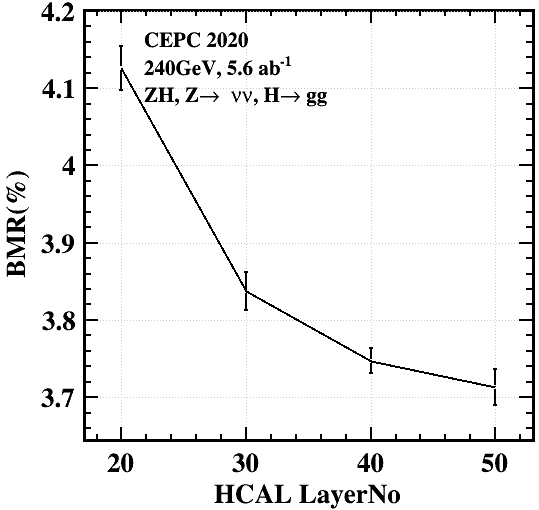 4.2
CEPC 2020
240GeV, 5.6 ab⁻¹
ZH, Z→ νν, H→ gg
4.1
4
3.9
3.8
3.7
BMR(%)
20 30 40 50
HCAL LayerNo